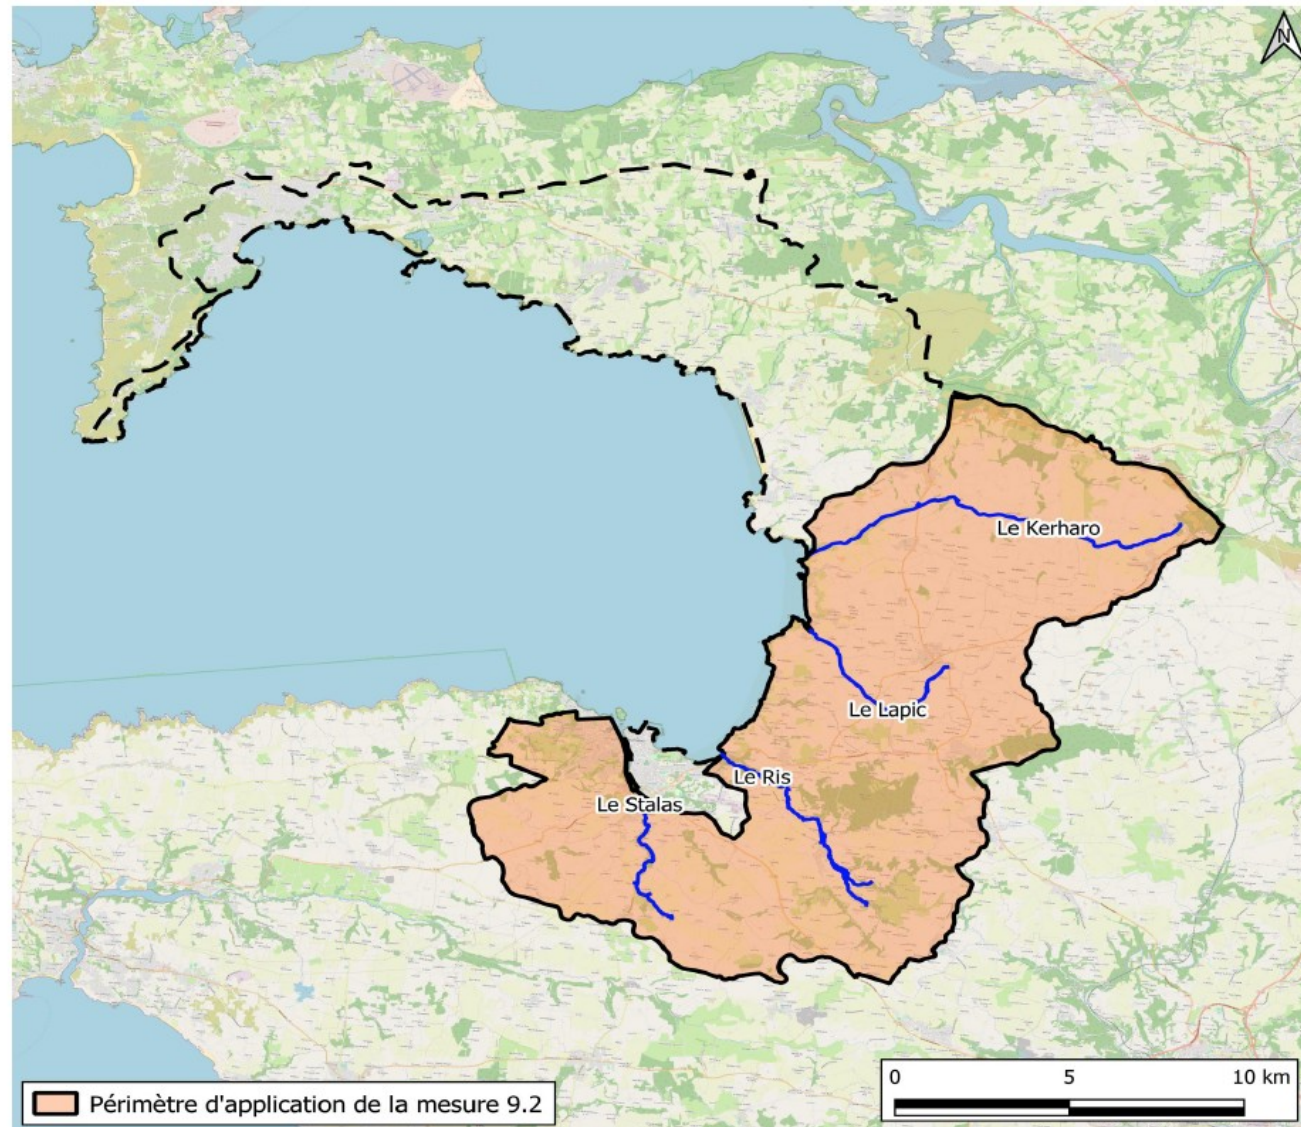 N
Le Kerharo
Le Lapic
Le Ris
Le Stalas
Périmètre d'application de la mesure 9.2
0 5 10 km